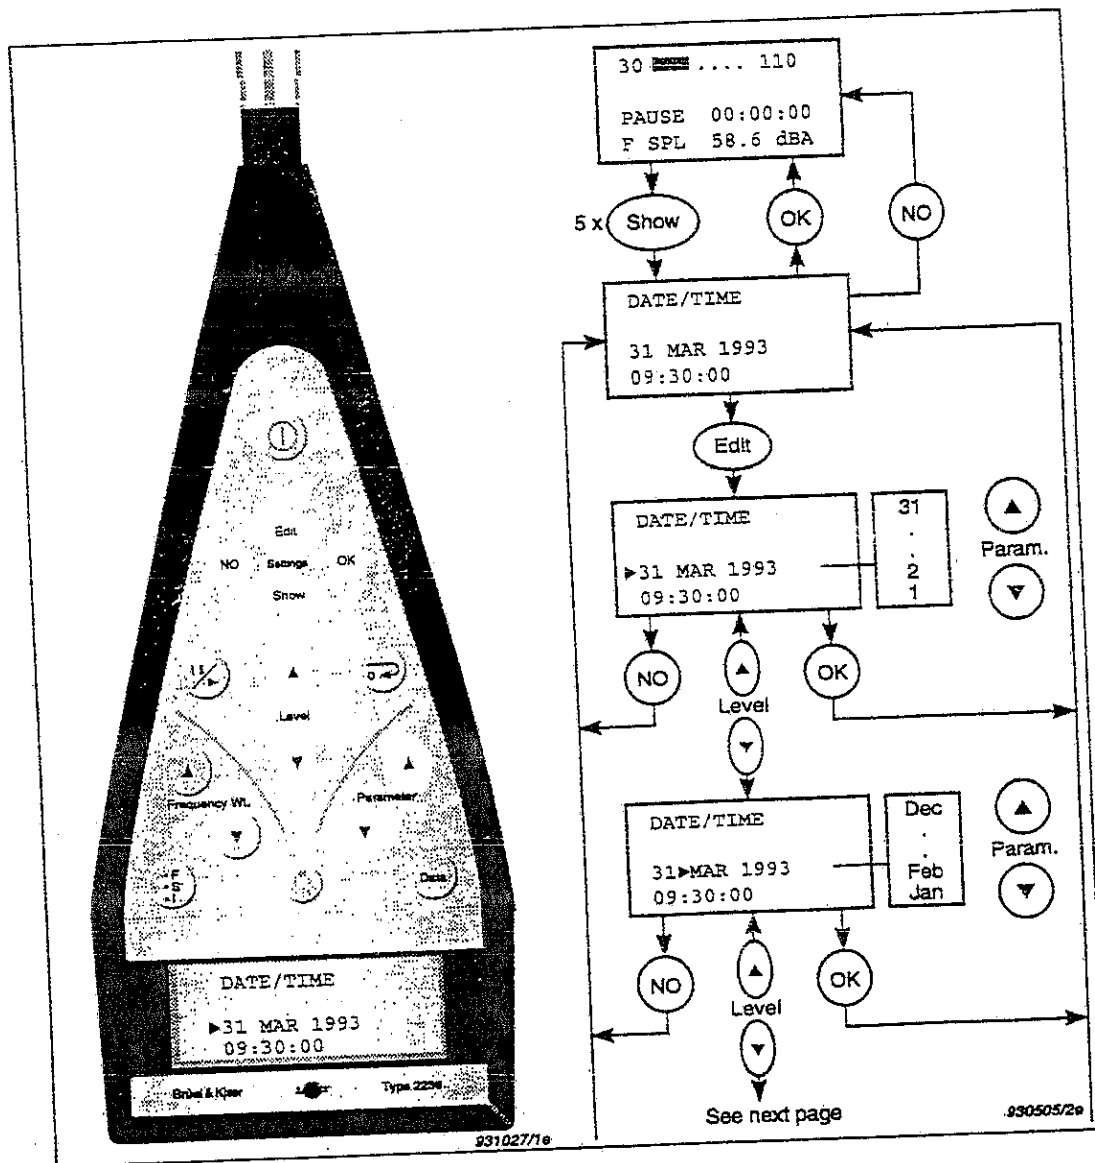 Edit
NO Settings OK
Show
Level
Frequency Wt.
Parameter
F
S
I
Data
DATE/TIME
▶31 MAR 1993
09:30:00
Brüel & Kjær
931027/1e
30 .... 110
PAUSE 00:00:00
F SPL 58.6 dBA
5 x Show
OK
NO
DATE/TIME
31 MAR 1993
09:30:00
Edit
DATE/TIME
▶31 MAR 1993
09:30:00
31
.
.
2
1
Param.
NO
Level
OK
DATE/TIME
31▶MAR 1993
09:30:00
Dec
.
.
Feb
Jan
Param.
NO
Level
OK
See next page
930505/2e